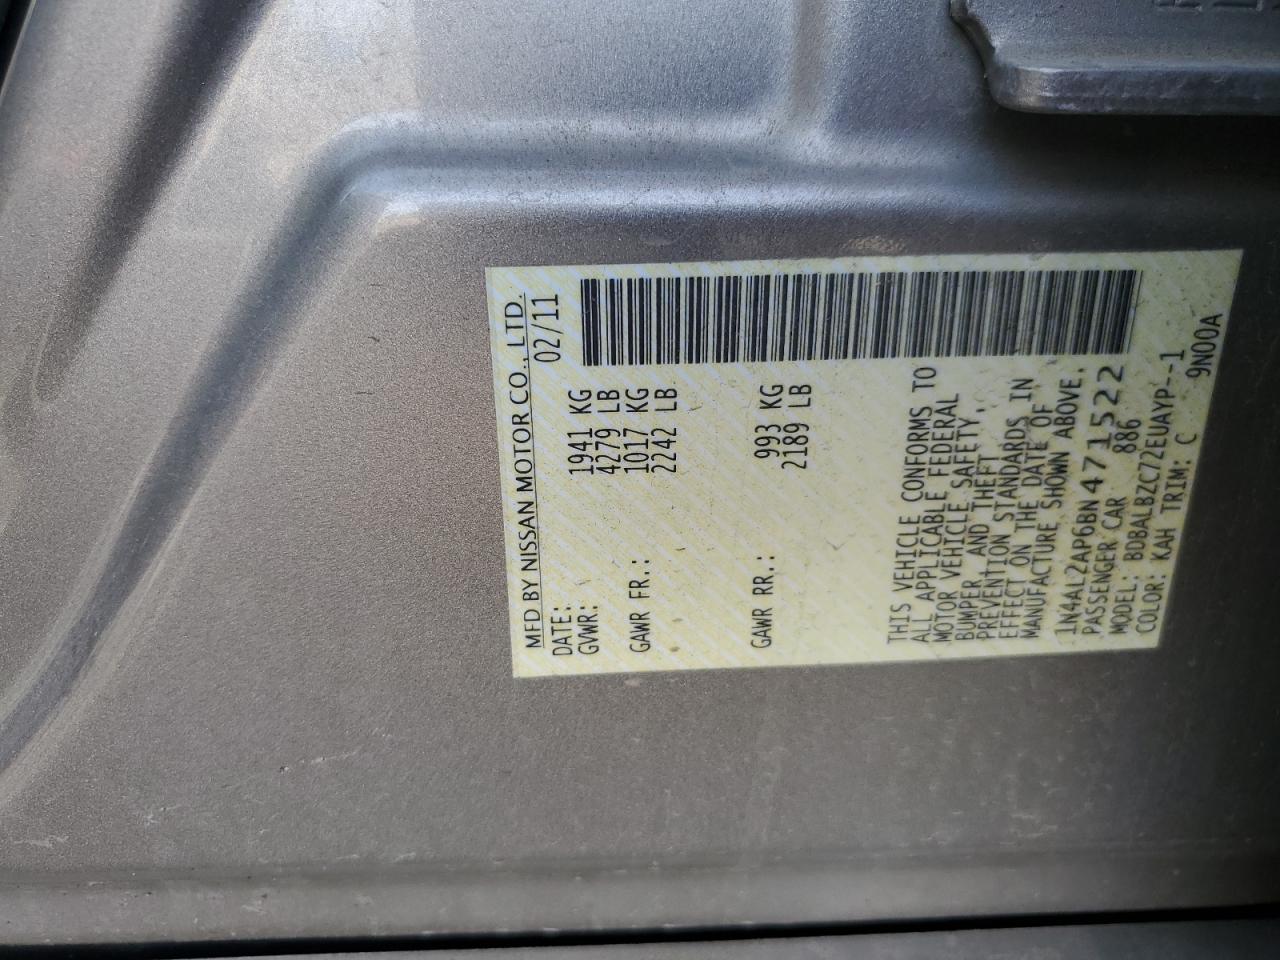 MFD BY NISSAN MOTOR CO., LTD.
DATE: 02/11
GVWR: 1941 KG
4279 LB
GAWR FR.: 1017 KG
2242 LB
GAWR RR.: 993 KG
2189 LB
THIS VEHICLE CONFORMS TO
ALL APPLICABLE FEDERAL
MOTOR VEHICLE SAFETY,
BUMPER, AND THEFT
PREVENTION STANDARDS IN
EFFECT ON THE DATE OF
MANUFACTURE SHOWN ABOVE.
1N4AL2AP6BN471522
PASSENGER CAR 886
MODEL: BDBALBZC72EUAYP--1
COLOR: KAH TRIM: C 9N00A